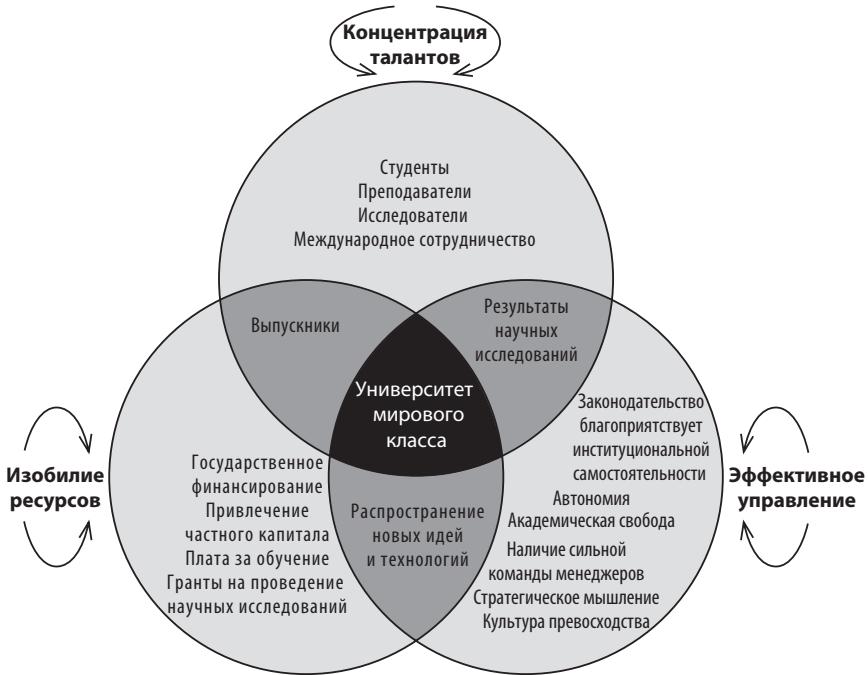 Концентрация
талантов
Студенты
Преподаватели
Исследователи
Международное сотрудничество
Выпускники
Результаты
научных
исследований
Университет
мирового
класса
Изобилие
ресурсов
Государственное
финансирование
Привлечение
частного капитала
Плата за обучение
Гранты на проведение
научных исследований
Распространение
новых идей
и технологий
Законодательство
благоприятствует
институциональной
самостоятельности
Автономия
Академическая свобода
Наличие сильной
команды менеджеров
Стратегическое мышление
Культура превосходства
Эффективное
управление